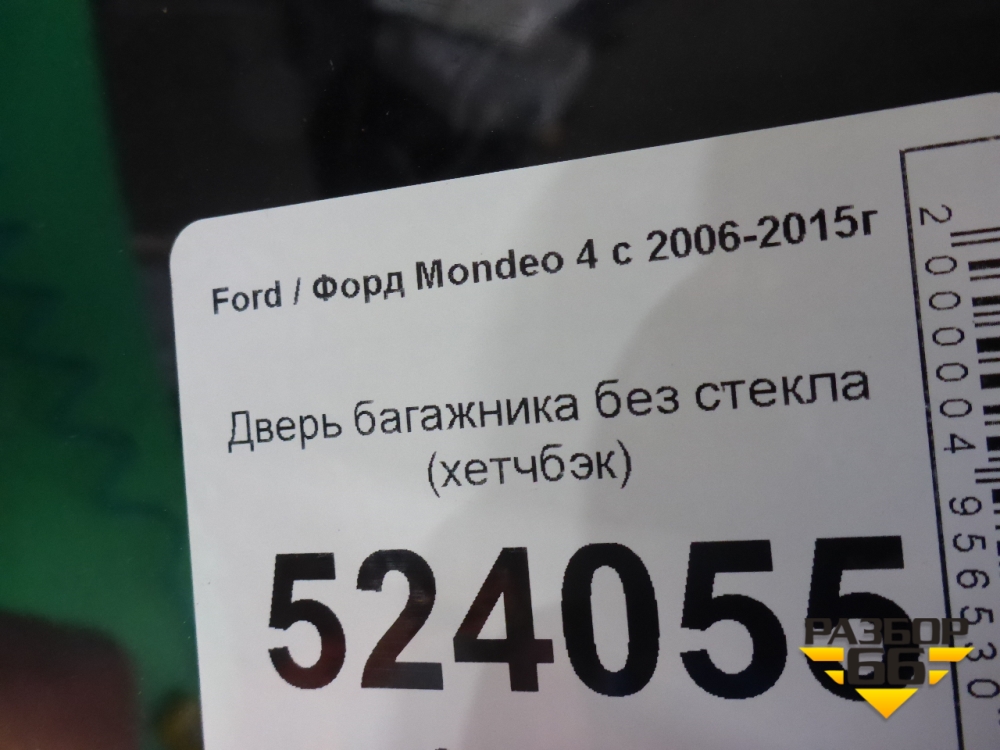 Ford / Форд Mondeo 4 с 2006-2015г
Дверь багажника без стекла
(хетчбэк)
524055
2000004956530
РАЗБОР
66